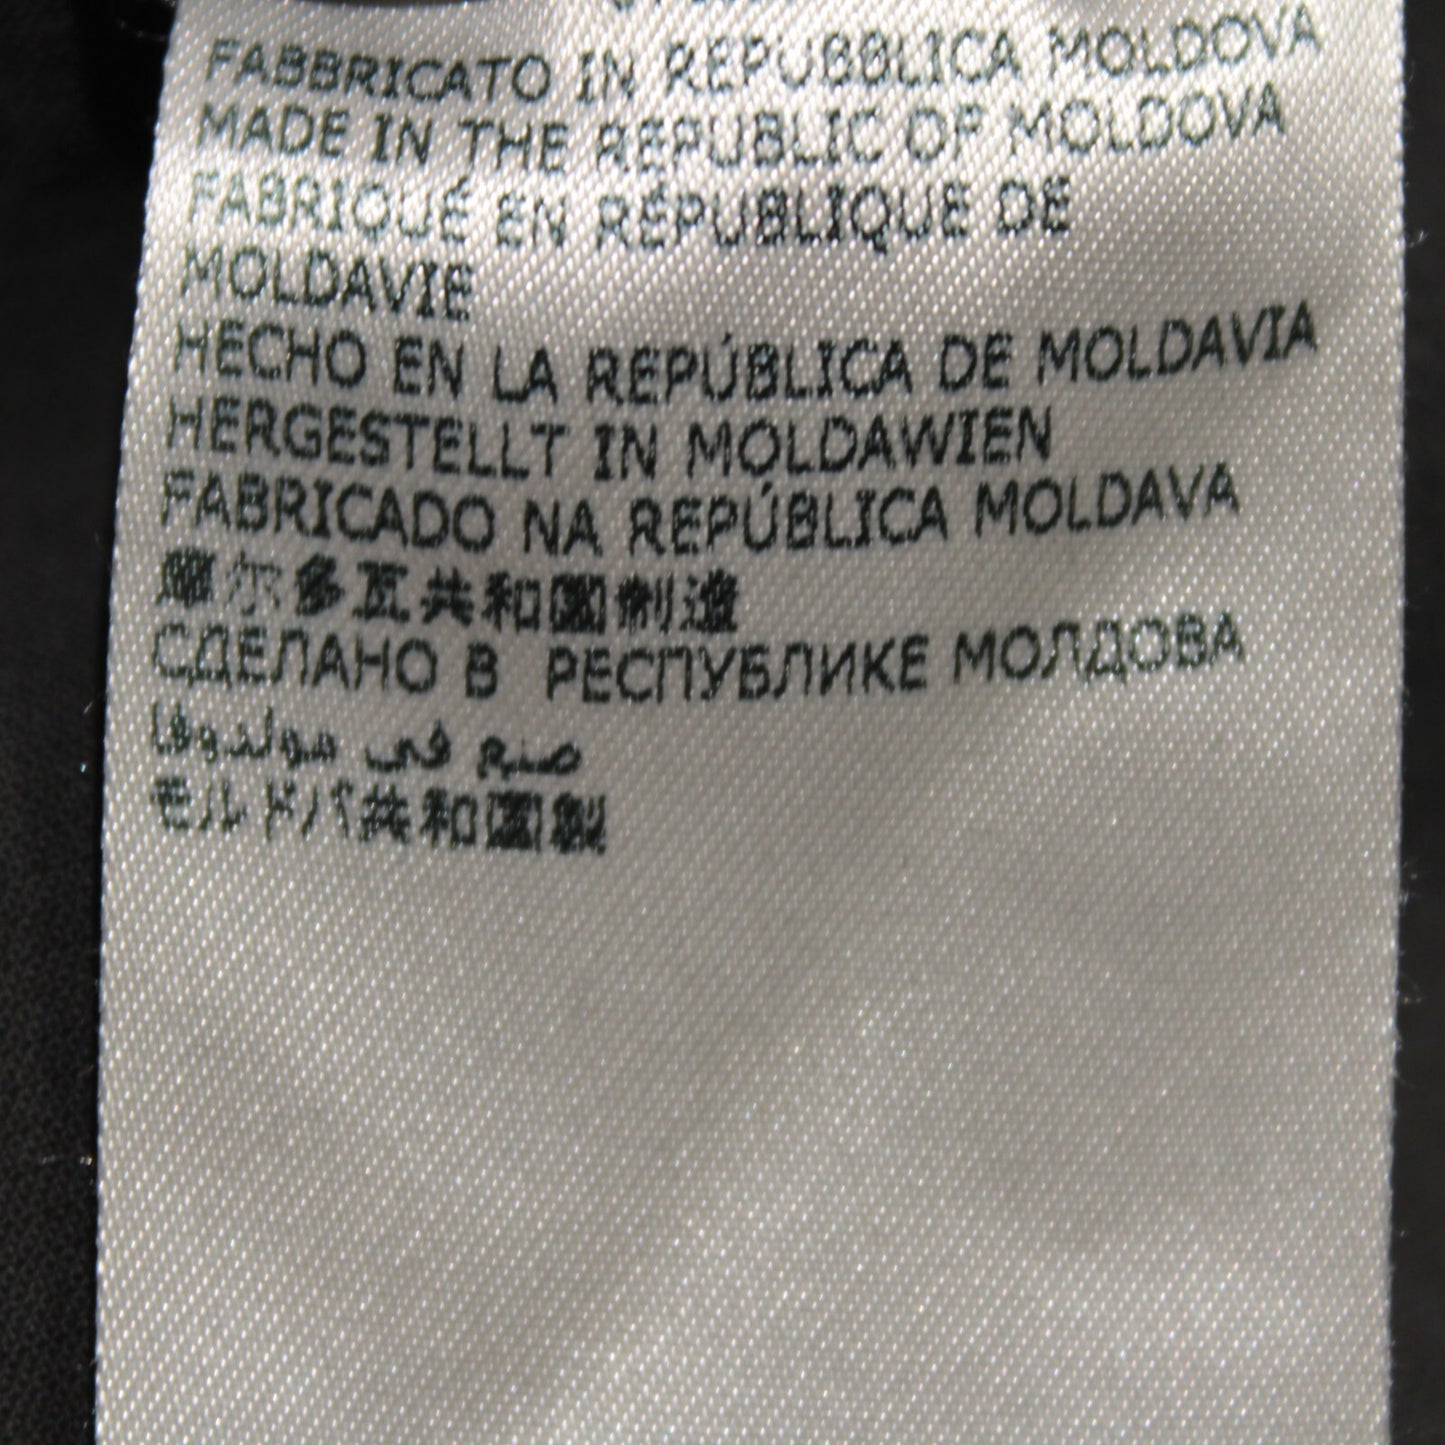 FABBRICATO IN REPUBBLICA MOLDOVA
MADE IN THE REPUBLIC OF MOLDOVA
FABRIQUÉ EN RÉPUBLIQUE DE
MOLDAVIE
HECHO EN LA REPÚBLICA DE MOLDAVIA
HERGESTELLT IN MOLDAWIEN
FABRICADO NA REPÚBLICA MOLDAVA
摩尔多瓦共和国制造
СДЕЛАНО В РЕСПУБЛИКЕ МОЛДОВА
صنع في مولدوفا
モルドバ共和国製